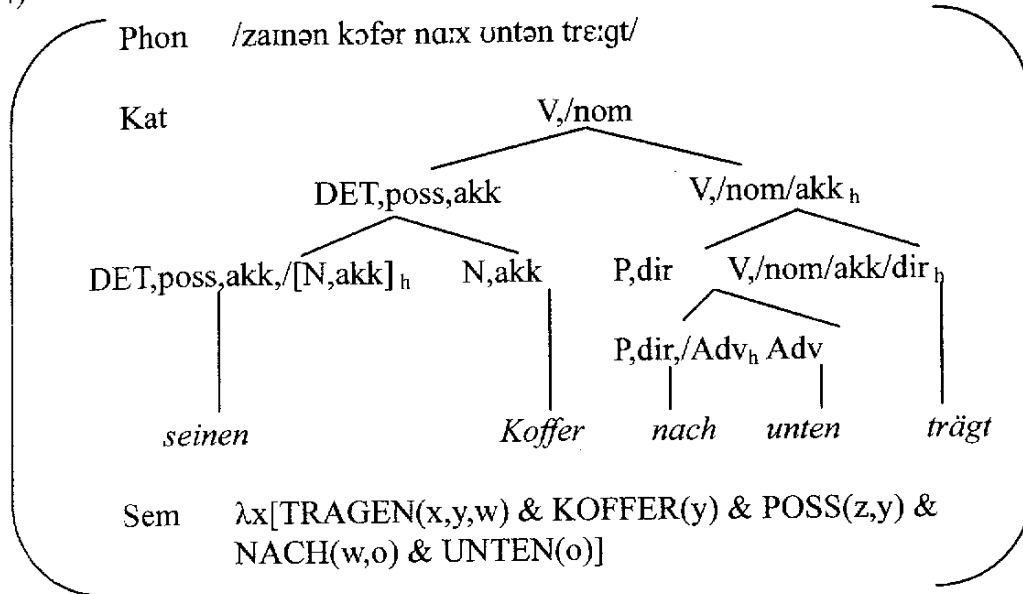 Phon /zaɪnən kɔfər naːx ʊntən trɛːgt/
Kat V,/nom
DET,poss,akk V,/nom/akk h
DET,poss,akk,/[N,akk] h N,akk P,dir V,/nom/akk/dir h
P,dir,/Adv h Adv
seinen Koffer nach unten trägt
Sem λx[TRAGEN(x,y,w) & KOFFER(y) & POSS(z,y) &
NACH(w,o) & UNTEN(o)]